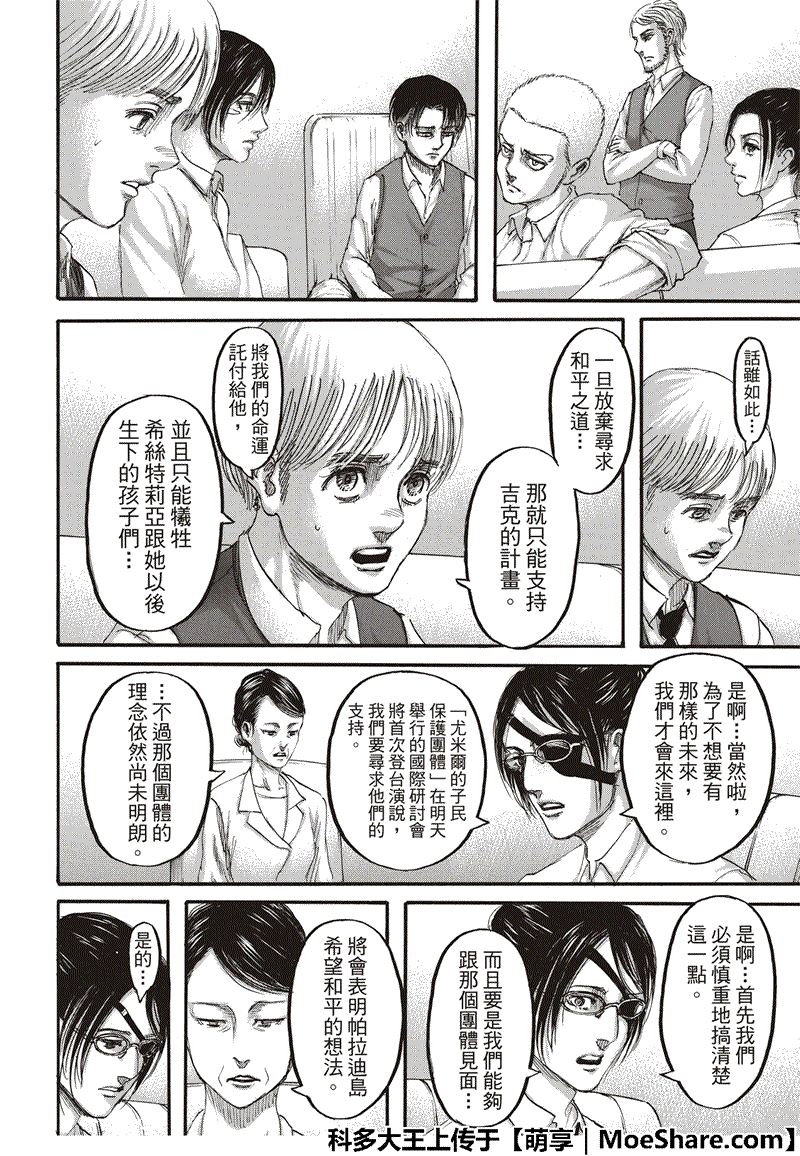 話雖如此…
一旦放棄尋求
和平之道…
那就只能支持
吉克的計畫。
將我們的命運
託付給他，
並且只能犧牲
希絲特莉亞跟她以後
生下的孩子們…
是啊…當然啦，
為了不想要有
那樣的未來，
我們才會來這裡。
「尤米爾的子民
保護團體」在明天
舉行的國際研討會
將首次登台演說，
我們要尋求他們的
支持。
…不過那個團體的
理念依然尚未明朗。
是啊…首先我們
必須慎重地搞清楚
這一點。
而且要是我們能夠
跟那個團體見面…
將會表明帕拉迪島
希望和平的想法。
是的…
科多大王上传于【萌享】| MoeShare.com】